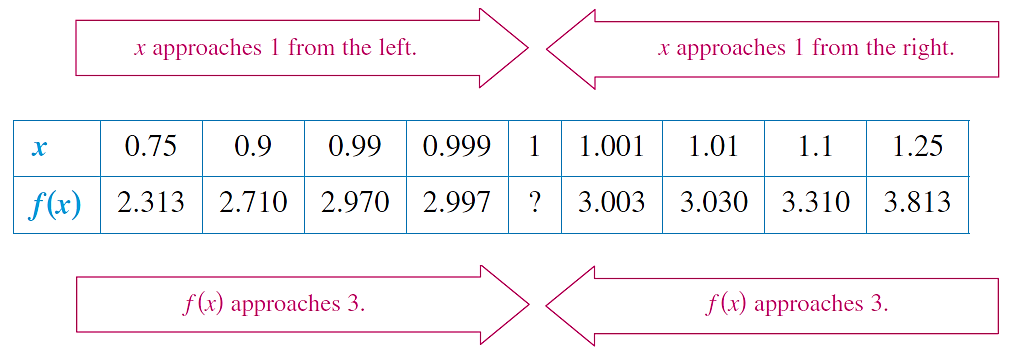 x approaches 1 from the left. x approaches 1 from the right.
x 0.75 0.9 0.99 0.999 1 1.001 1.01 1.1 1.25
f(x) 2.313 2.710 2.970 2.997 ? 3.003 3.030 3.310 3.813
f(x) approaches 3. f(x) approaches 3.